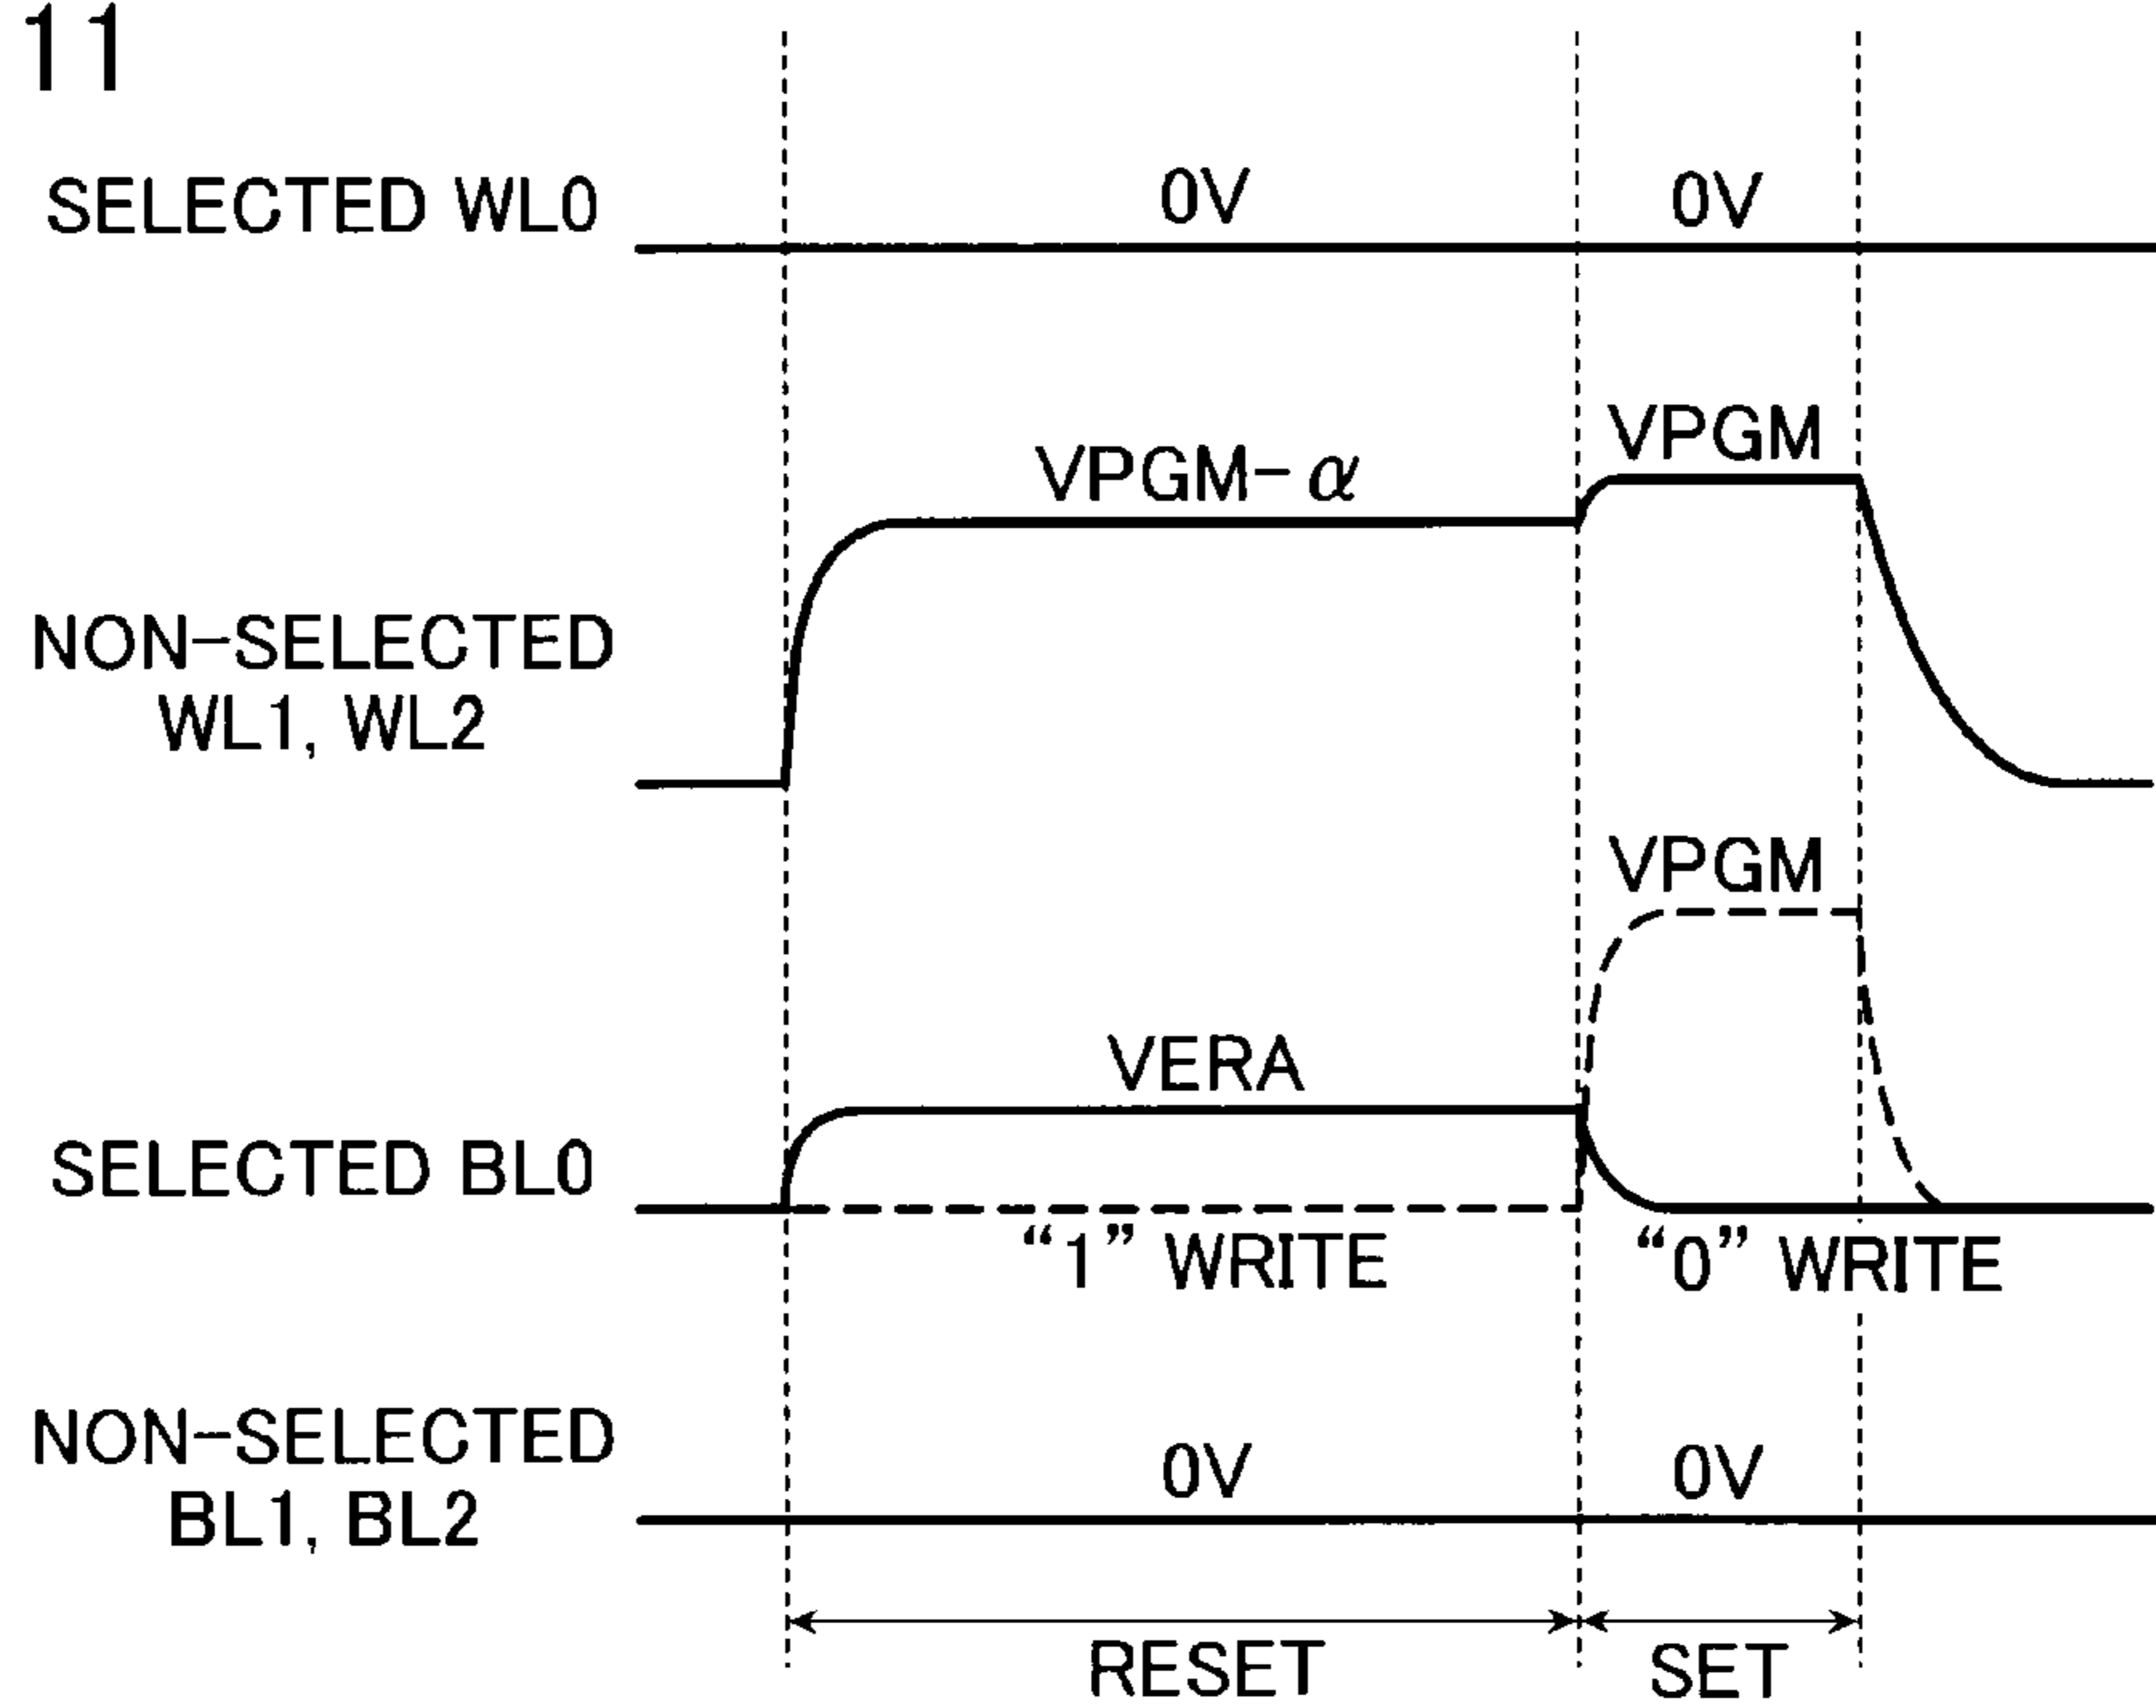 11
SELECTED WL0
0V
0V
VPGM-α
VPGM
NON-SELECTED
WL1, WL2
VPGM
VERA
SELECTED BL0
“1” WRITE
“0” WRITE
NON-SELECTED
BL1, BL2
0V
0V
RESET
SET